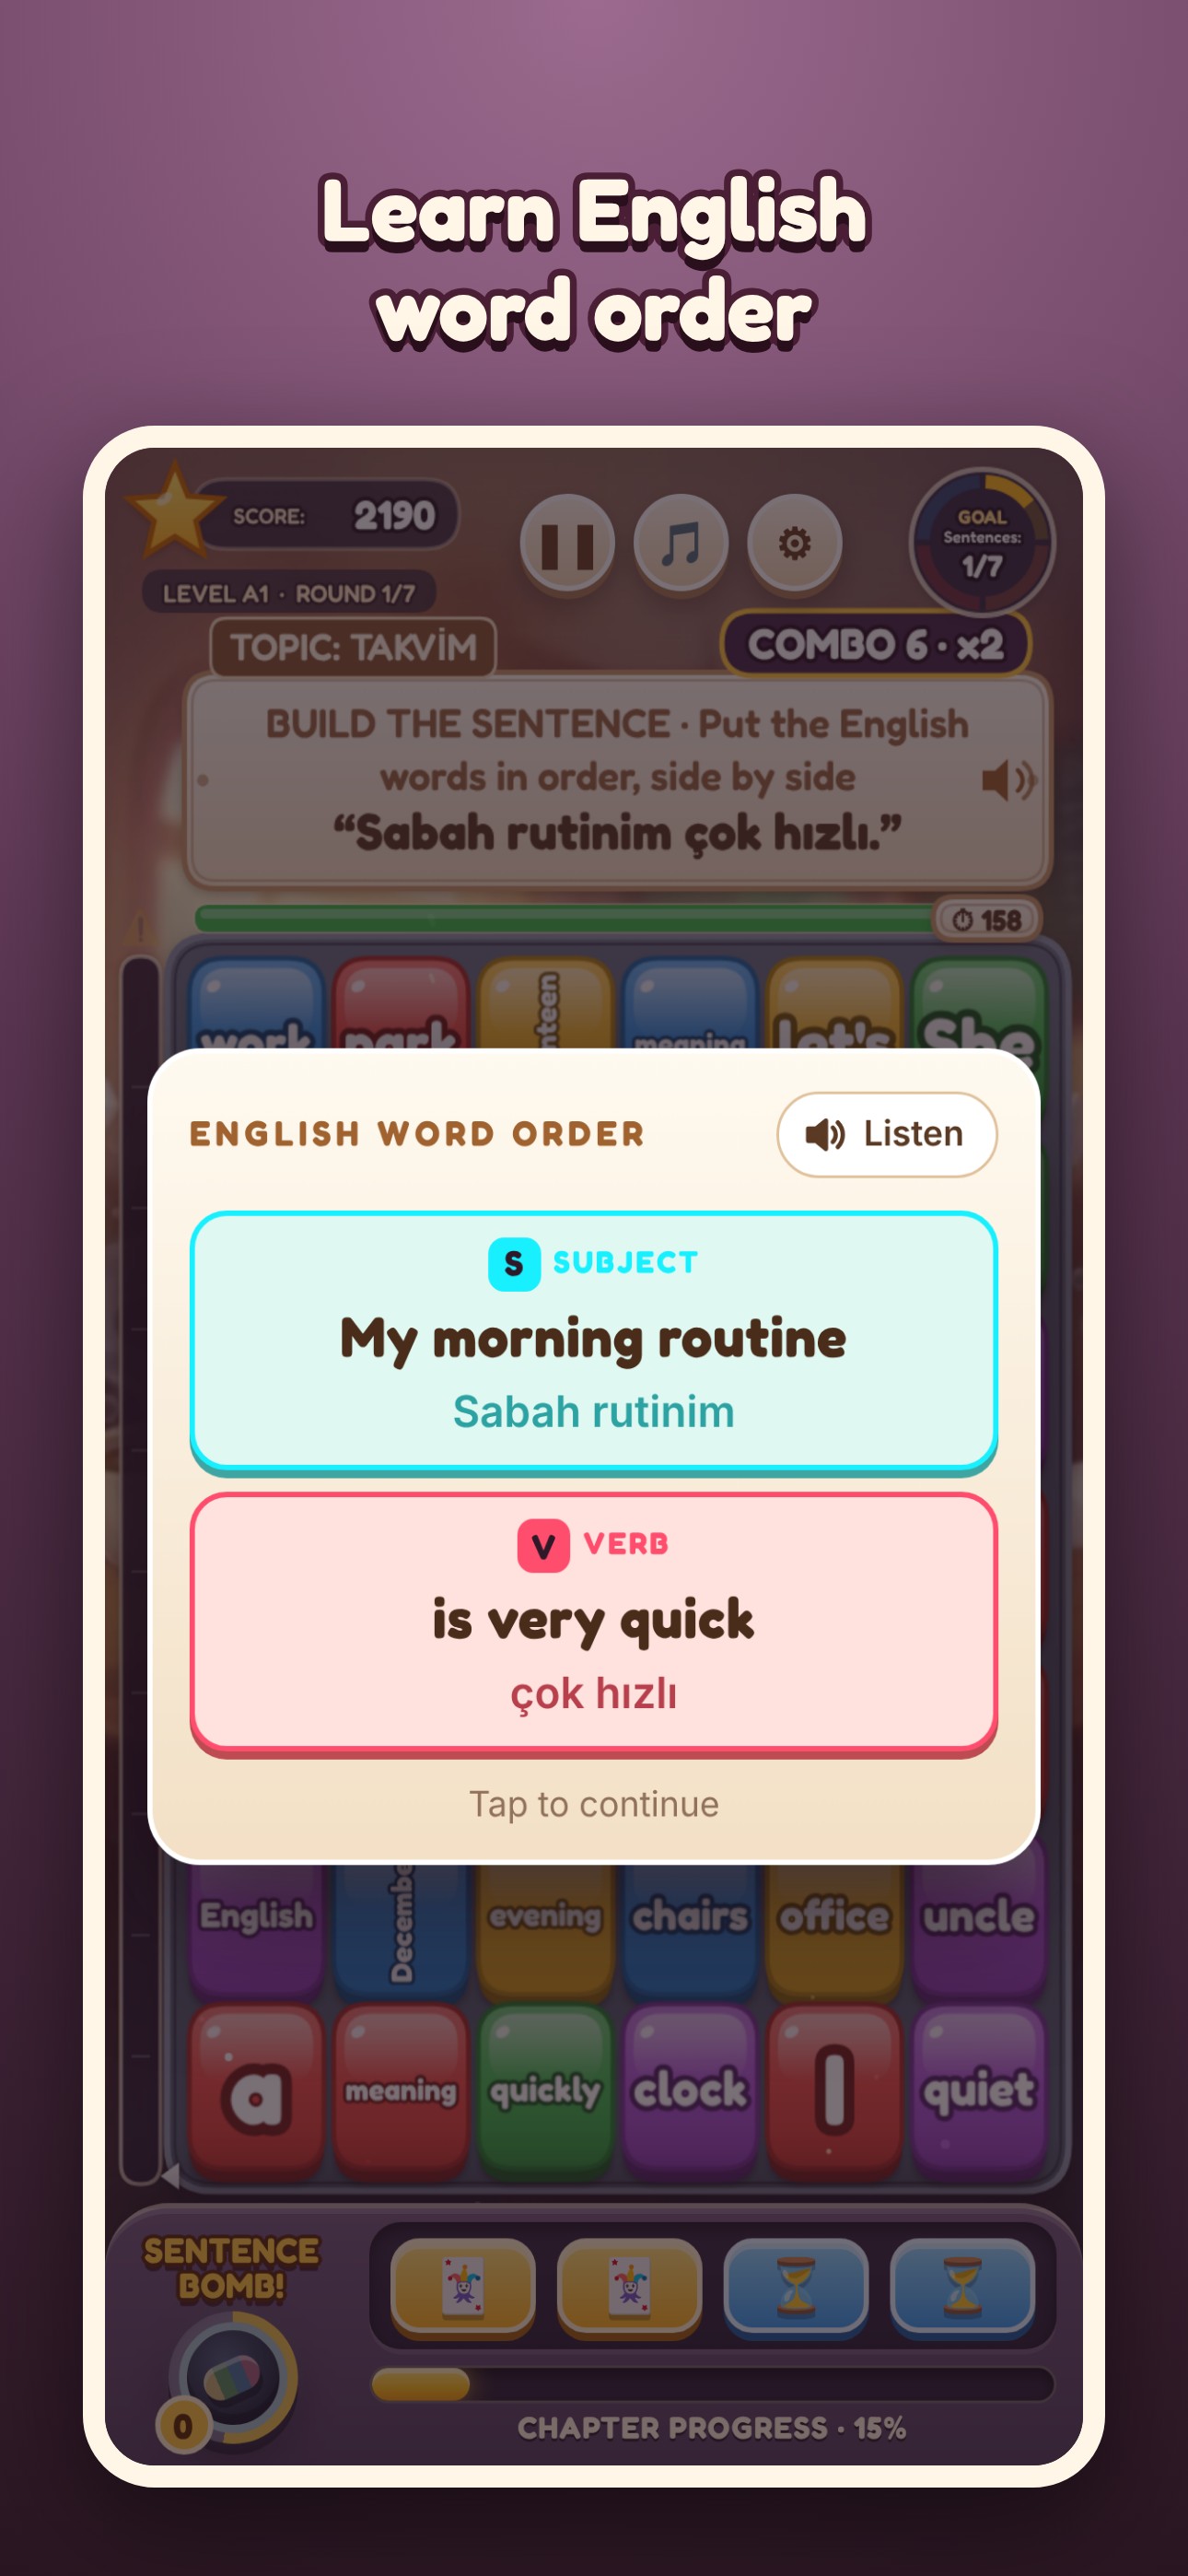 Learn English
word order
SCORE: 2190
GOAL
Sentences:
1/7
LEVEL A1 · ROUND 1/7
TOPIC: TAKVİM
COMBO 6 · x2
BUILD THE SENTENCE · Put the English
words in order, side by side
“Sabah rutinim çok hızlı.”
158
work park meaning let's She
ENGLISH WORD ORDER
Listen
S SUBJECT
My morning routine
Sabah rutinim
V VERB
is very quick
çok hızlı
Tap to continue
English evening chairs office uncle
a meaning quickly clock I quiet
SENTENCE
BOMB!
0
CHAPTER PROGRESS · 15%